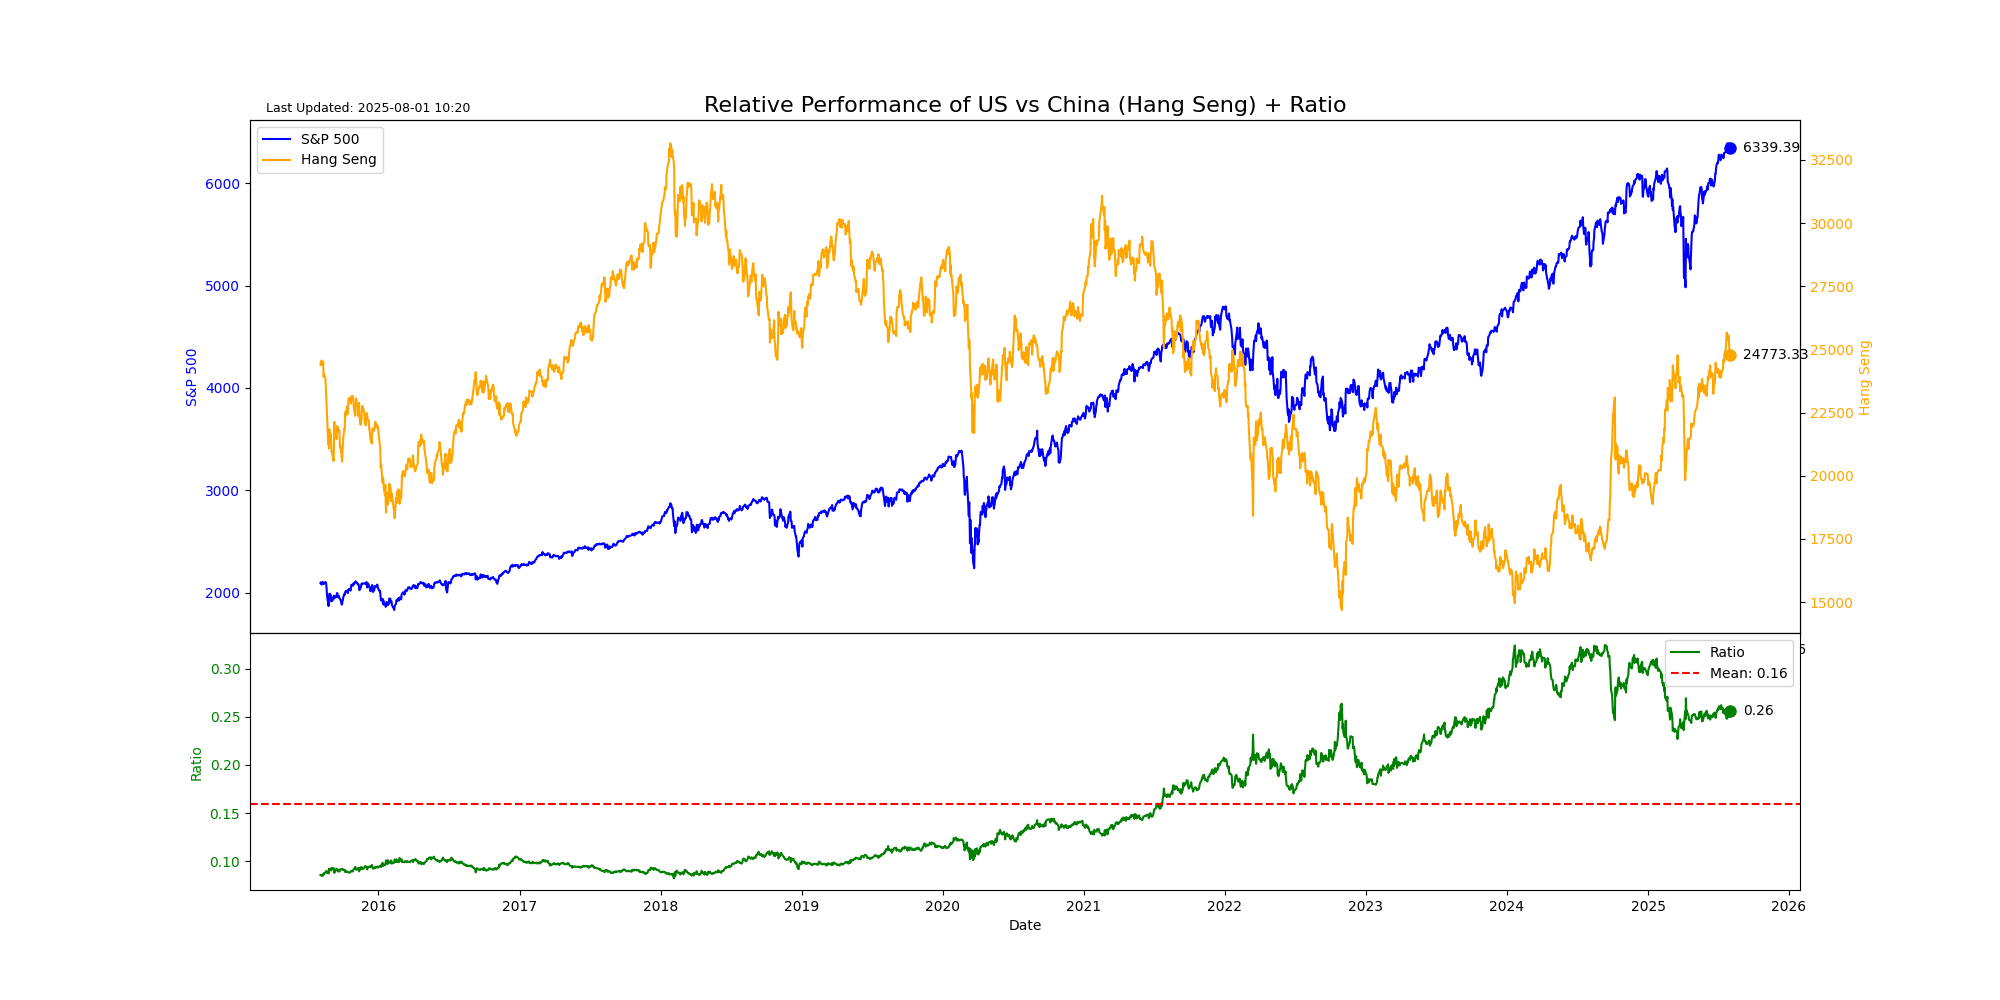 Last Updated: 2025-08-01 10:20
Relative Performance of US vs China (Hang Seng) + Ratio
S&P 500
Hang Seng
6339.39
24773.33
6000
5000
4000
3000
2000
S&P 500
32500
30000
27500
25000
22500
20000
17500
15000
Hang Seng
6
Ratio
Mean: 0.16
0.26
0.30
0.25
0.20
0.15
0.10
Ratio
2016 2017 2018 2019 2020 2021 2022 2023 2024 2025 2026
Date